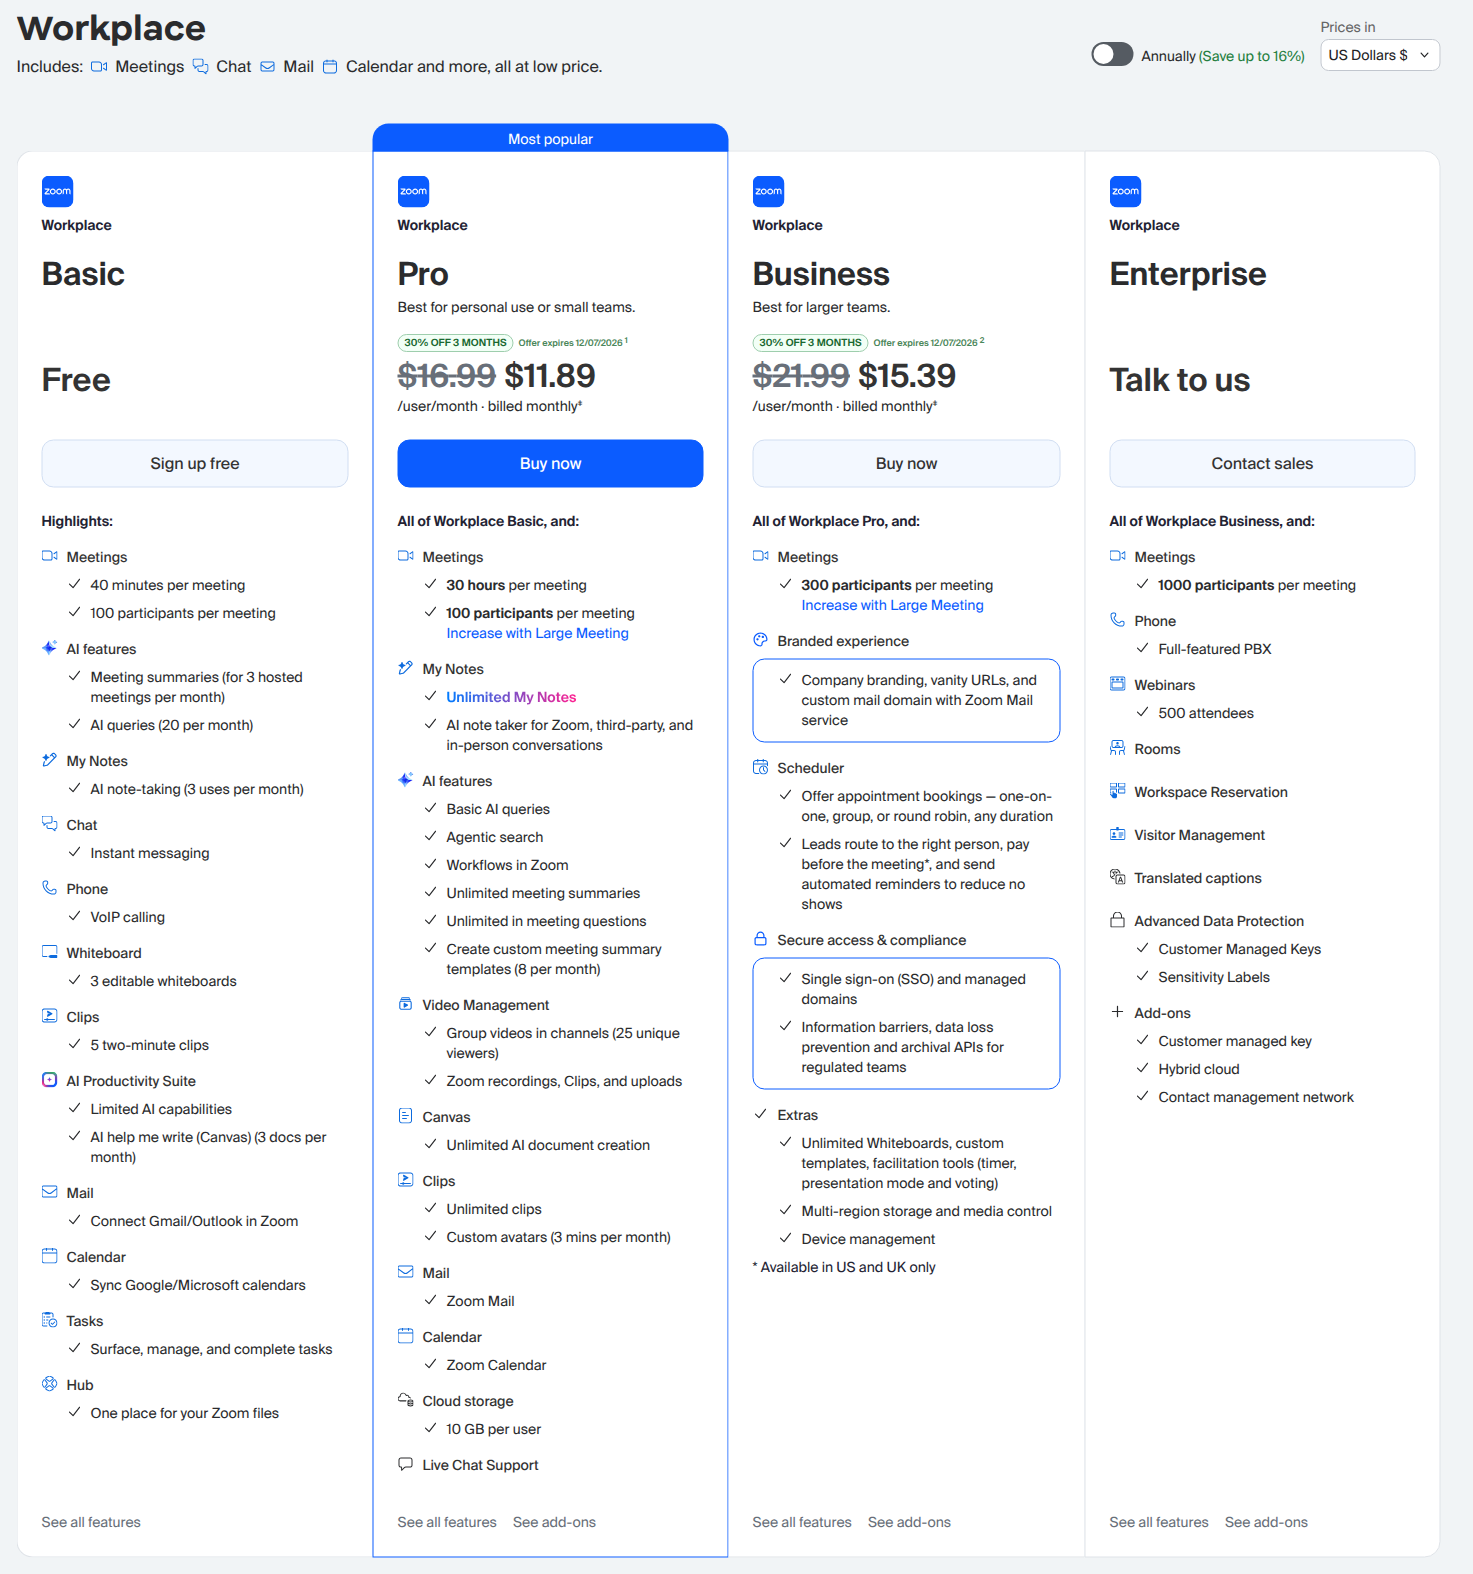 Workplace
Includes: Meetings Chat Mail Calendar and more, all at low price.
Annually (Save up to 16%)
Prices in
US Dollars $
Most popular
zoom
Workplace
Basic
Free
Sign up free
Highlights:
Meetings
40 minutes per meeting
100 participants per meeting
AI features
Meeting summaries (for 3 hosted
meetings per month)
AI queries (20 per month)
My Notes
AI note-taking (3 uses per month)
Chat
Instant messaging
Phone
VoIP calling
Whiteboard
3 editable whiteboards
Clips
5 two-minute clips
AI Productivity Suite
Limited AI capabilities
AI help me write (Canvas) (3 docs per
month)
Mail
Connect Gmail/Outlook in Zoom
Calendar
Sync Google/Microsoft calendars
Tasks
Surface, manage, and complete tasks
Hub
One place for your Zoom files
See all features
zoom
Workplace
Pro
Best for personal use or small teams.
30% OFF 3 MONTHS Offer expires 12/07/2026 1
$16.99 $11.89
/user/month · billed monthly‡
Buy now
All of Workplace Basic, and:
Meetings
30 hours per meeting
100 participants per meeting
Increase with Large Meeting
My Notes
Unlimited My Notes
AI note taker for Zoom, third-party, and
in-person conversations
AI features
Basic AI queries
Agentic search
Workflows in Zoom
Unlimited meeting summaries
Unlimited in meeting questions
Create custom meeting summary
templates (8 per month)
Video Management
Group videos in channels (25 unique
viewers)
Zoom recordings, Clips, and uploads
Canvas
Unlimited AI document creation
Clips
Unlimited clips
Custom avatars (3 mins per month)
Mail
Zoom Mail
Calendar
Zoom Calendar
Cloud storage
10 GB per user
Live Chat Support
See all features See add-ons
zoom
Workplace
Business
Best for larger teams.
30% OFF 3 MONTHS Offer expires 12/07/2026 2
$21.99 $15.39
/user/month · billed monthly‡
Buy now
All of Workplace Pro, and:
Meetings
300 participants per meeting
Increase with Large Meeting
Branded experience
Company branding, vanity URLs, and
custom mail domain with Zoom Mail
service
Scheduler
Offer appointment bookings — one-on-
one, group, or round robin, any duration
Leads route to the right person, pay
before the meeting*, and send
automated reminders to reduce no
shows
Secure access & compliance
Single sign-on (SSO) and managed
domains
Information barriers, data loss
prevention and archival APIs for
regulated teams
Extras
Unlimited Whiteboards, custom
templates, facilitation tools (timer,
presentation mode and voting)
Multi-region storage and media control
Device management
* Available in US and UK only
See all features See add-ons
zoom
Workplace
Enterprise
Talk to us
Contact sales
All of Workplace Business, and:
Meetings
1000 participants per meeting
Phone
Full-featured PBX
Webinars
500 attendees
Rooms
Workspace Reservation
Visitor Management
Translated captions
Advanced Data Protection
Customer Managed Keys
Sensitivity Labels
Add-ons
Customer managed key
Hybrid cloud
Contact management network
See all features See add-ons